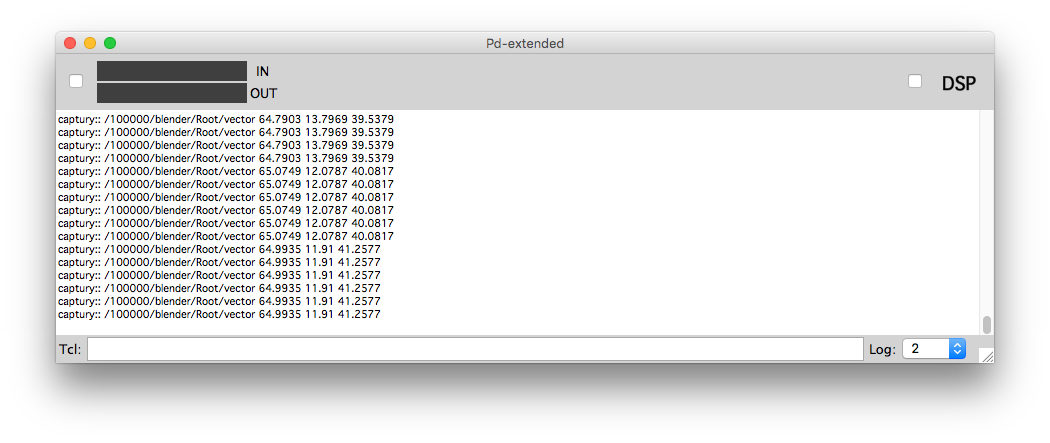 Pd-extended
IN
OUT
DSP
captury:: /100000/blender/Root/vector 64.7903 13.7969 39.5379
captury:: /100000/blender/Root/vector 64.7903 13.7969 39.5379
captury:: /100000/blender/Root/vector 64.7903 13.7969 39.5379
captury:: /100000/blender/Root/vector 64.7903 13.7969 39.5379
captury:: /100000/blender/Root/vector 65.0749 12.0787 40.0817
captury:: /100000/blender/Root/vector 65.0749 12.0787 40.0817
captury:: /100000/blender/Root/vector 65.0749 12.0787 40.0817
captury:: /100000/blender/Root/vector 65.0749 12.0787 40.0817
captury:: /100000/blender/Root/vector 65.0749 12.0787 40.0817
captury:: /100000/blender/Root/vector 65.0749 12.0787 40.0817
captury:: /100000/blender/Root/vector 64.9935 11.91 41.2577
captury:: /100000/blender/Root/vector 64.9935 11.91 41.2577
captury:: /100000/blender/Root/vector 64.9935 11.91 41.2577
captury:: /100000/blender/Root/vector 64.9935 11.91 41.2577
captury:: /100000/blender/Root/vector 64.9935 11.91 41.2577
captury:: /100000/blender/Root/vector 64.9935 11.91 41.2577
Tcl: Log: 2